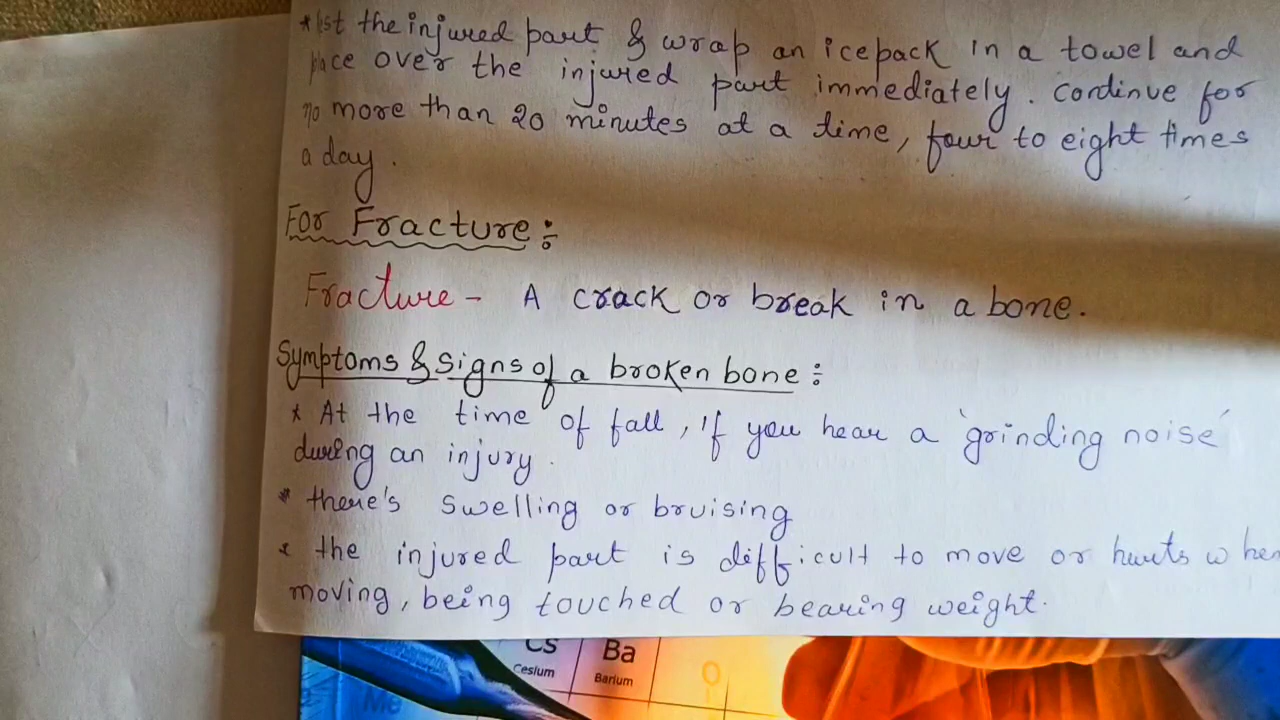 * the injured part & wrap an icepack in a towel and
place over the injured part immediately. Cordinue for
no more than 20 minutes at a time, four to eight times
a day.
For Fracture:
Fracture - A crack or break in a bone.
Symptoms & Signs of a broken bone:
* At the time of fall, if you hear a 'grinding noise'
during an injury.
* there's swelling or bruising
* the injured part is difficult to move or hurts when
moving, being touched or bearing weight.
Cs Ba
Cesium Barium